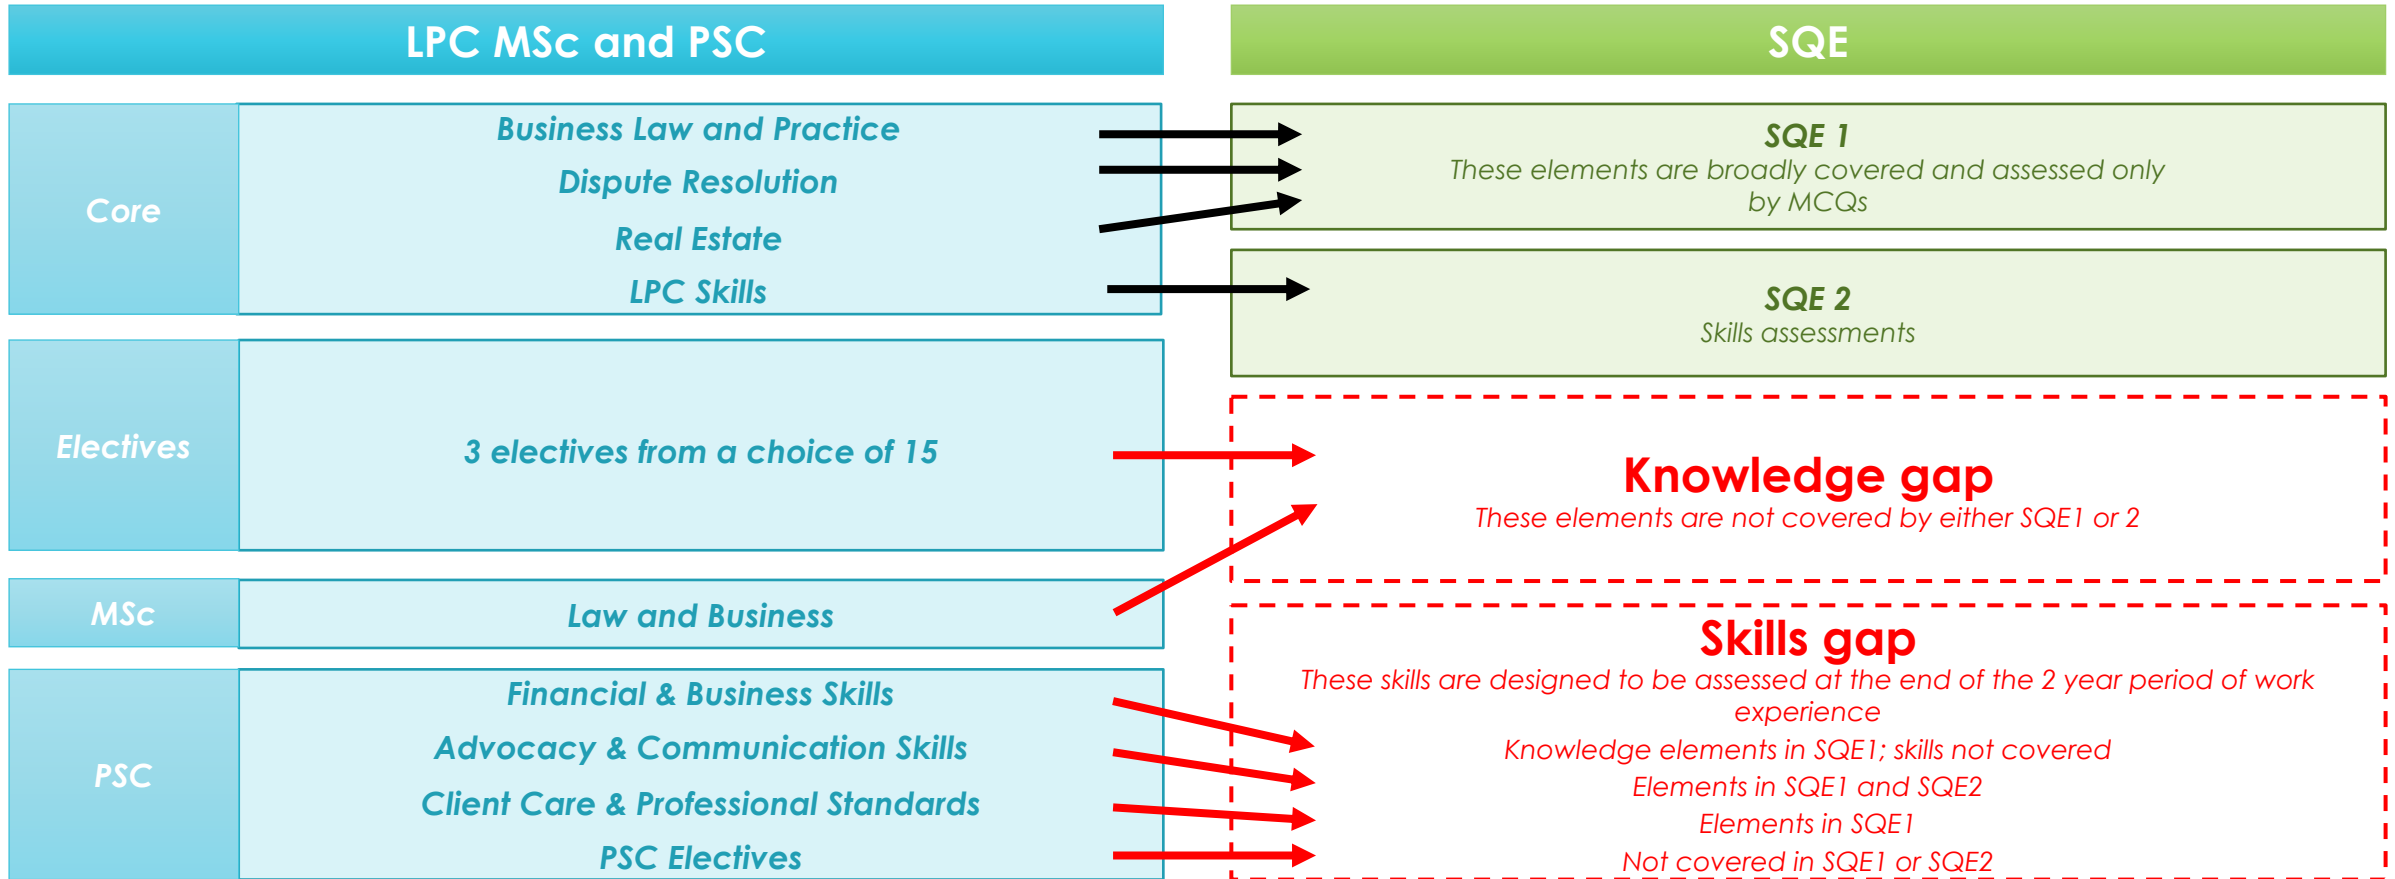 LPC MSc and PSC
SQE
Core
Business Law and Practice
Dispute Resolution
Real Estate
LPC Skills
SQE 1
These elements are broadly covered and assessed only
by MCQs
SQE 2
Skills assessments
Electives
3 electives from a choice of 15
Knowledge gap
These elements are not covered by either SQE1 or 2
MSc
Law and Business
PSC
Financial & Business Skills
Advocacy & Communication Skills
Client Care & Professional Standards
PSC Electives
Skills gap
These skills are designed to be assessed at the end of the 2 year period of work
experience
Knowledge elements in SQE1; skills not covered
Elements in SQE1 and SQE2
Elements in SQE1
Not covered in SQE1 or SQE2